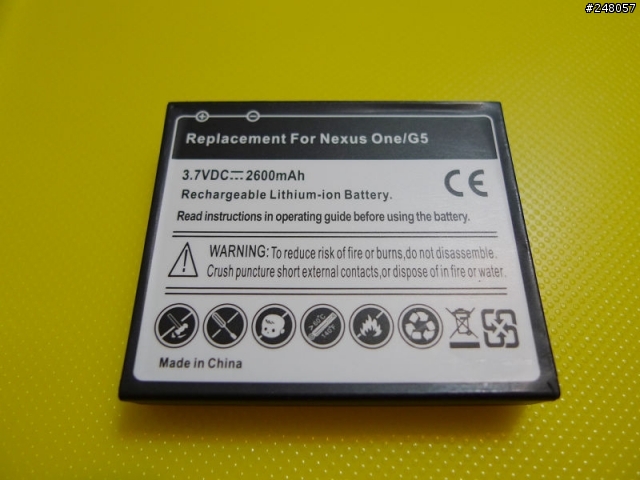 #248057
Replacement For Nexus One/G5
3.7VDC⎓2600mAh
Rechargeable Lithium-ion Battery.
CE
Read instructions in operating guide before using the battery.
WARNING: To reduce risk of fire or burns,do not disassemble.
Crush puncture short external contacts,or dispose of in fire or water.
>60°C
140°F
Made in China